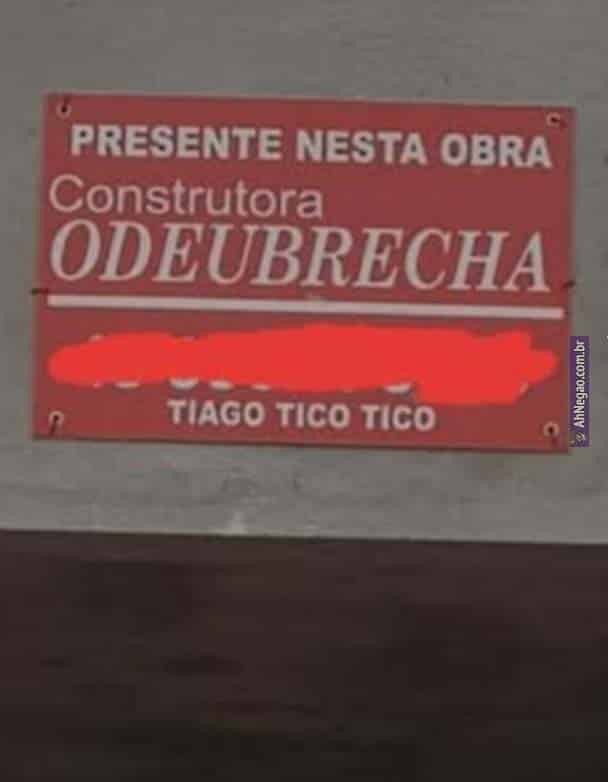 PRESENTE NESTA OBRA
Construtora
ODEUBRECHA
TIAGO TICO TICO
AhNegao.com.br